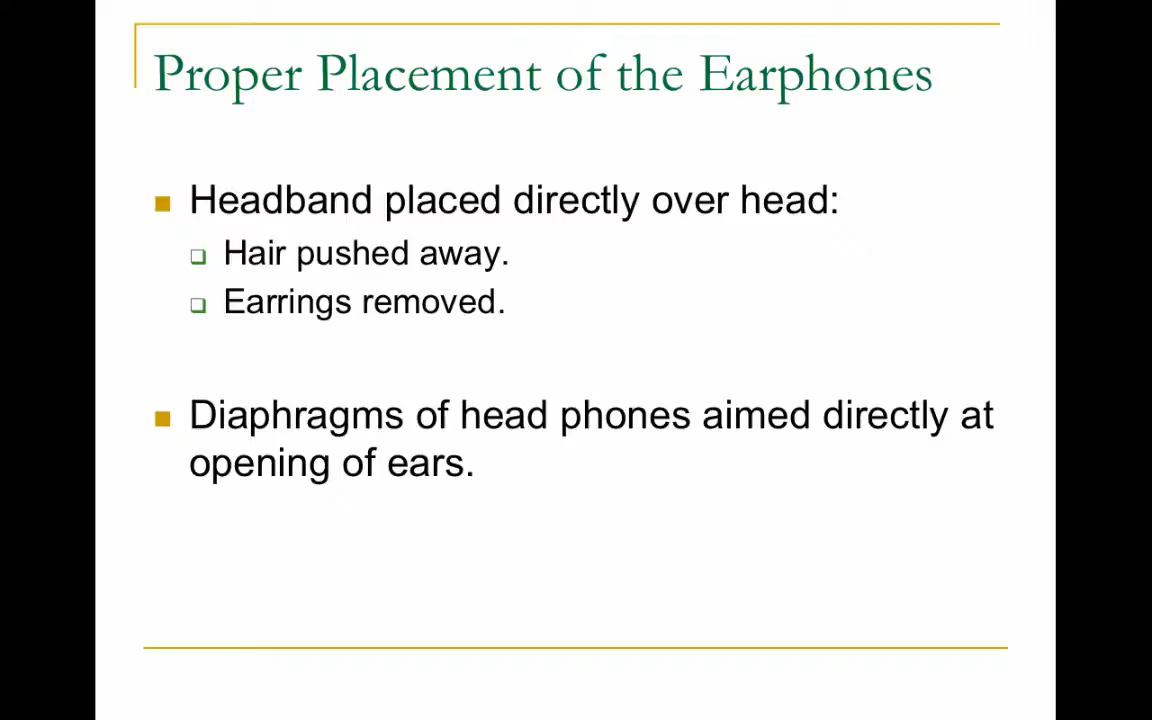 Proper Placement of the Earphones
Headband placed directly over head:
Hair pushed away.
Earrings removed.
Diaphragms of head phones aimed directly at
opening of ears.